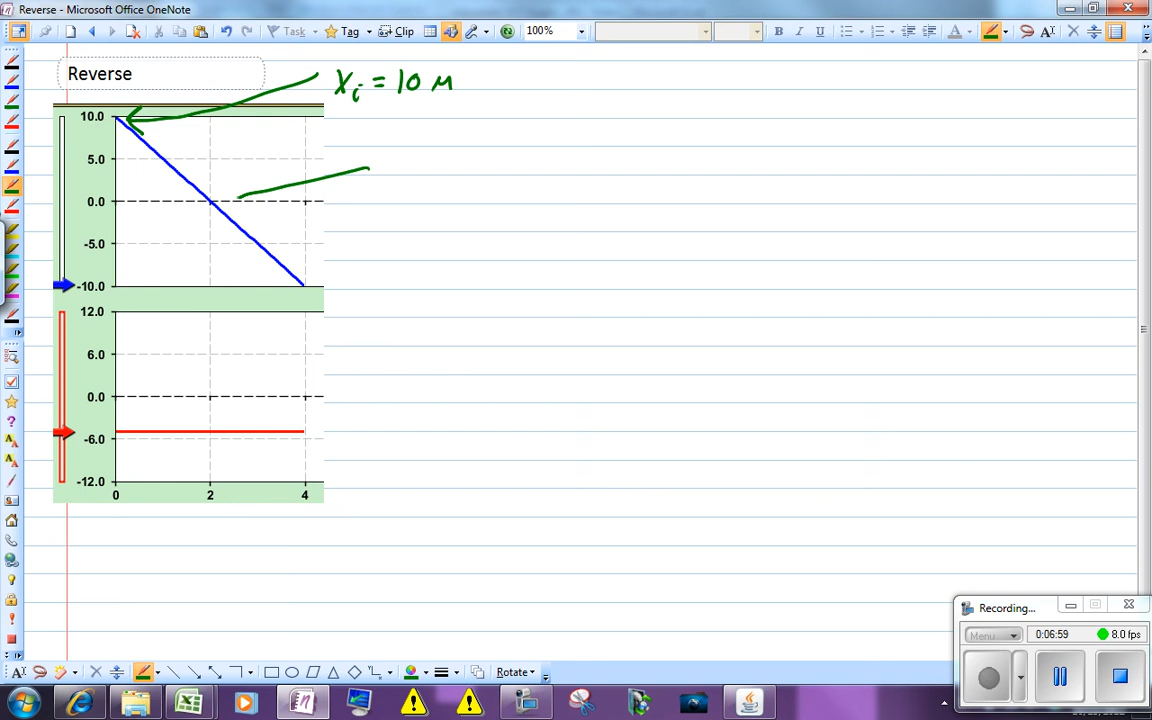 Reverse - Microsoft Office OneNote
Task
Tag
Clip
100%
B I U
A
Reverse
Xi = 10 M
10.0
5.0
0.0
-5.0
-10.0
12.0
6.0
0.0
-6.0
-12.0
0 2 4
Recording...
Menu
0:06:59
8.0 fps
Rotate